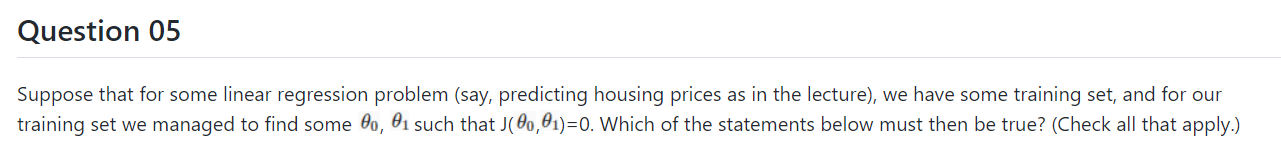 Question 05
Suppose that for some linear regression problem (say, predicting housing prices as in the lecture), we have some training set, and for our
training set we managed to find some θ₀, θ₁ such that J(θ₀,θ₁)=0. Which of the statements below must then be true? (Check all that apply.)